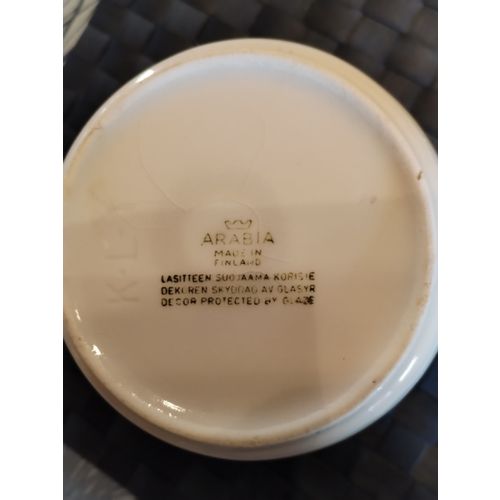 ARABIA
MADE IN
FINLAND
LASITTEEN SUOJAAMA KORISTE
DEKOREN SKYDDAD AV GLASYR
DECOR PROTECTED BY GLAZE